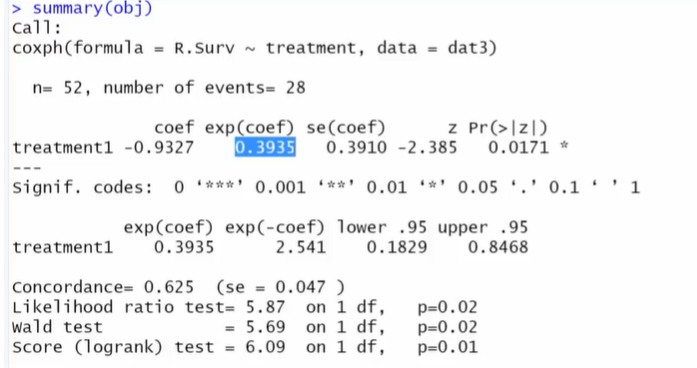 > summary(obj)
Call:
coxph(formula = R.Surv ~ treatment, data = dat3)
n= 52, number of events= 28
coef exp(coef) se(coef) z Pr(>|z|)
treatment1 -0.9327 0.3935 0.3910 -2.385 0.0171 *
---
Signif. codes: 0 ‘***’ 0.001 ‘**’ 0.01 ‘*’ 0.05 ‘.’ 0.1 ‘ ’ 1
exp(coef) exp(-coef) lower .95 upper .95
treatment1 0.3935 2.541 0.1829 0.8468
Concordance= 0.625 (se = 0.047 )
Likelihood ratio test= 5.87 on 1 df, p=0.02
Wald test = 5.69 on 1 df, p=0.02
Score (logrank) test = 6.09 on 1 df, p=0.01